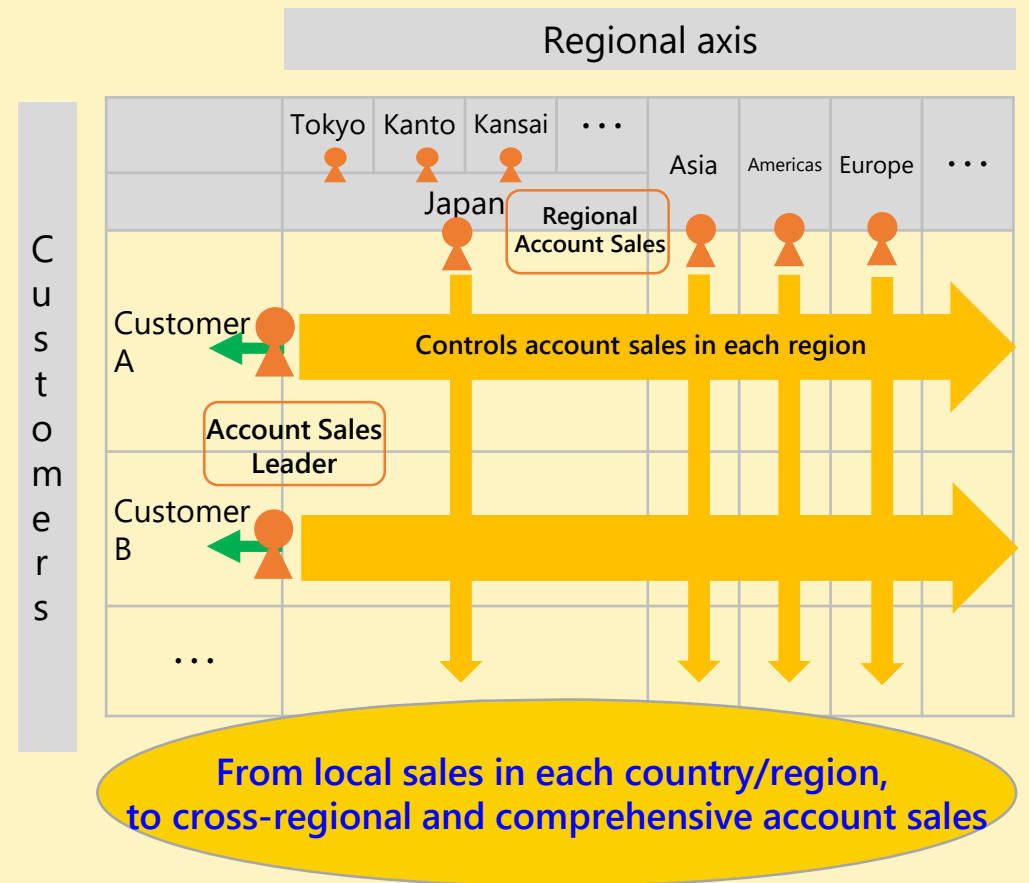 Regional axis
Customers
Tokyo Kanto Kansai ・・・
Asia Americas Europe ・・・
Japan
Regional
Account Sales
Customer
A
Controls account sales in each region
Account Sales
Leader
Customer
B
・・・
From local sales in each country/region,
to cross-regional and comprehensive account sales